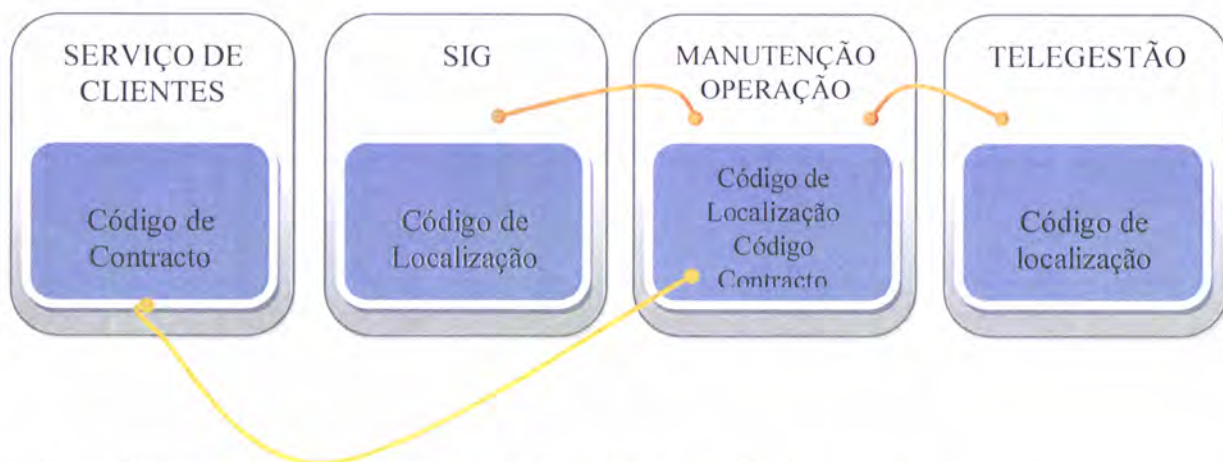 SERVIÇO DE
CLIENTES
Código de
Contracto
SIG
Código de
Localização
MANUTENÇÃO
OPERAÇÃO
Código de
Localização
Código
Contracto
TELEGESTÃO
Código de
localização